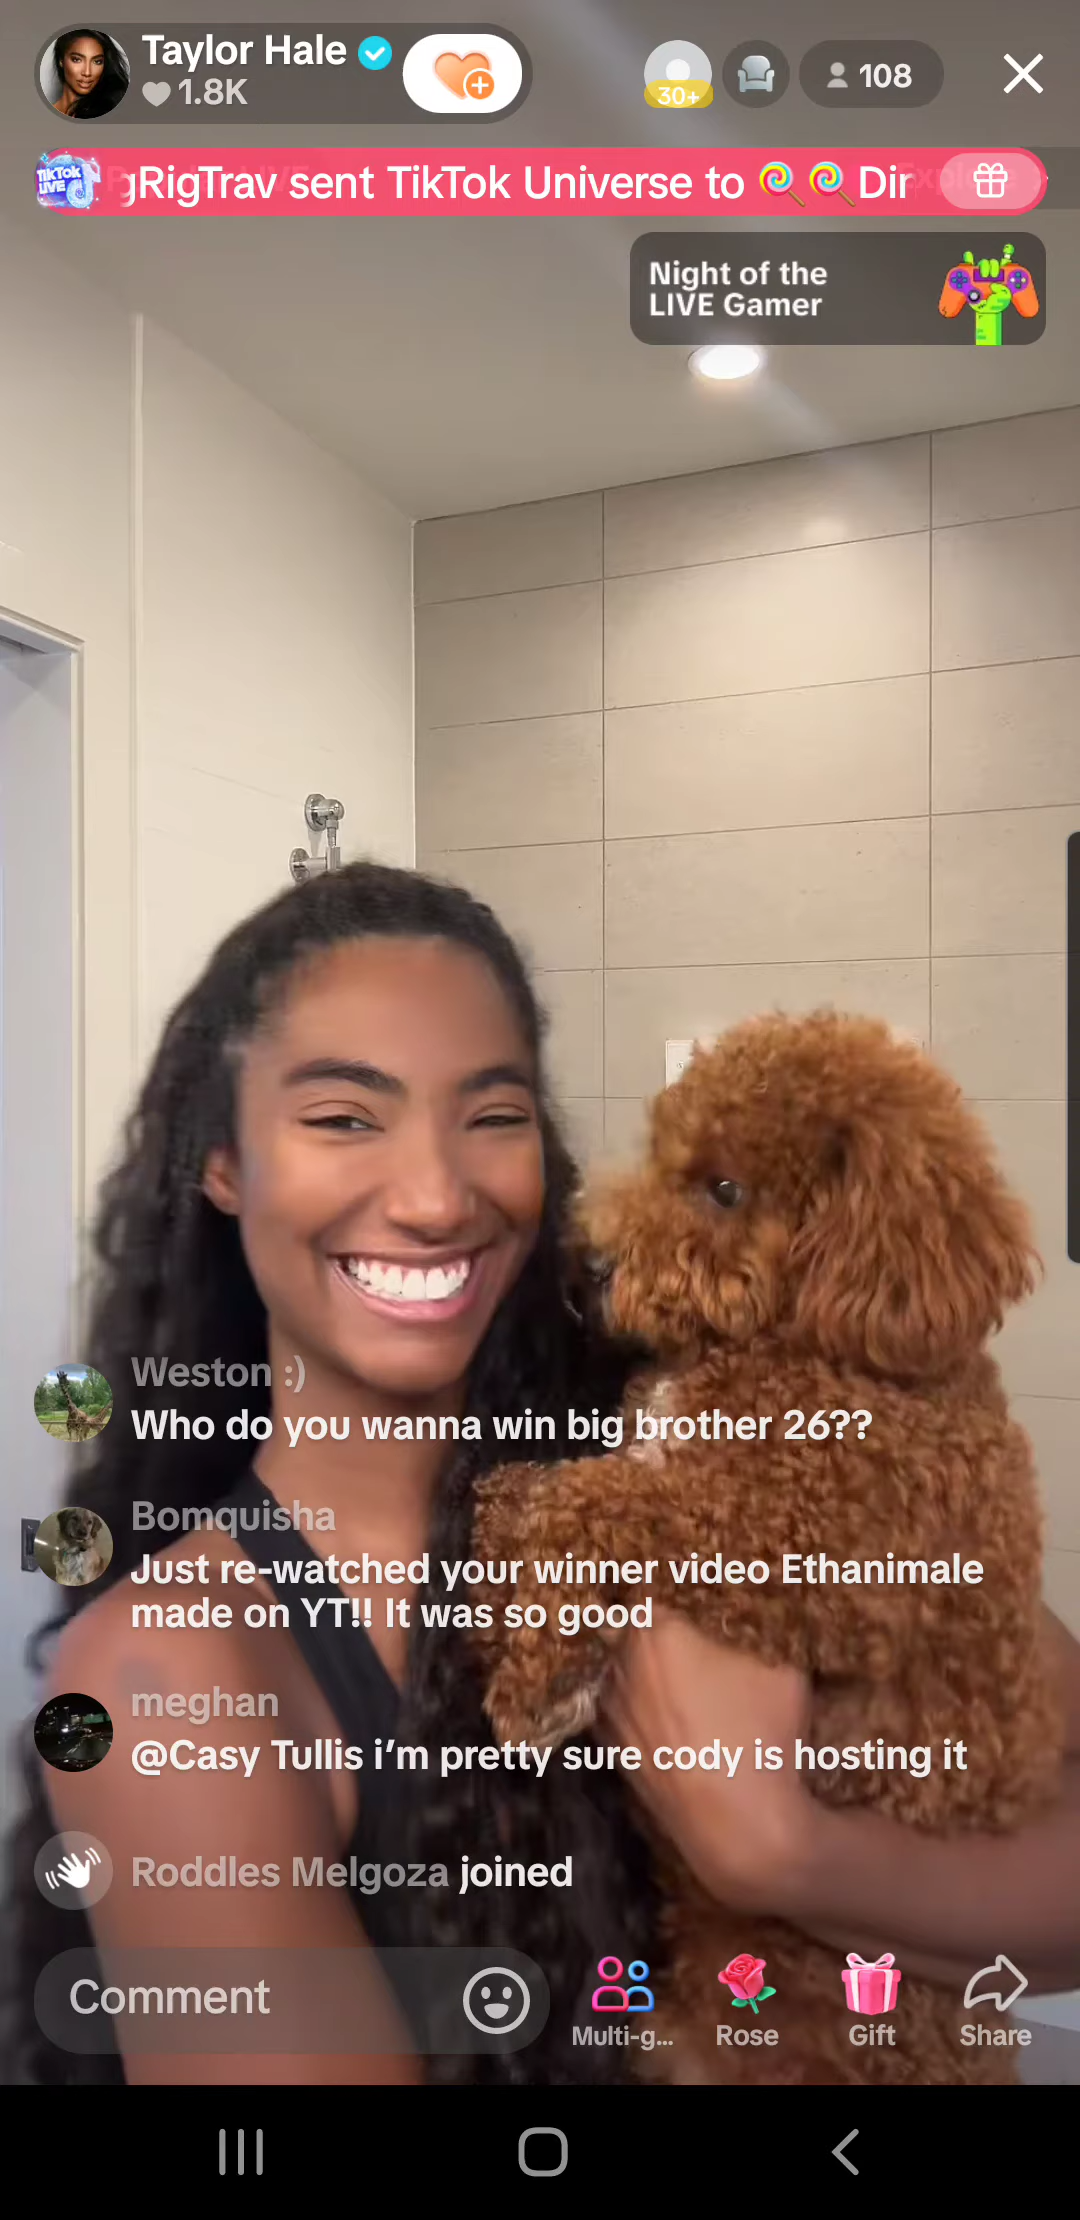 Taylor Hale
1.8K
30+
108
TikTok
LIVE
gRigTrav sent TikTok Universe to 🍭🍭Dir
Night of the
LIVE Gamer
Weston :)
Who do you wanna win big brother 26??
Bomquisha
Just re-watched your winner video Ethanimale
made on YT!! It was so good
meghan
@Casy Tullis i'm pretty sure cody is hosting it
Roddles Melgoza joined
Comment
Multi-g...
Rose
Gift
Share